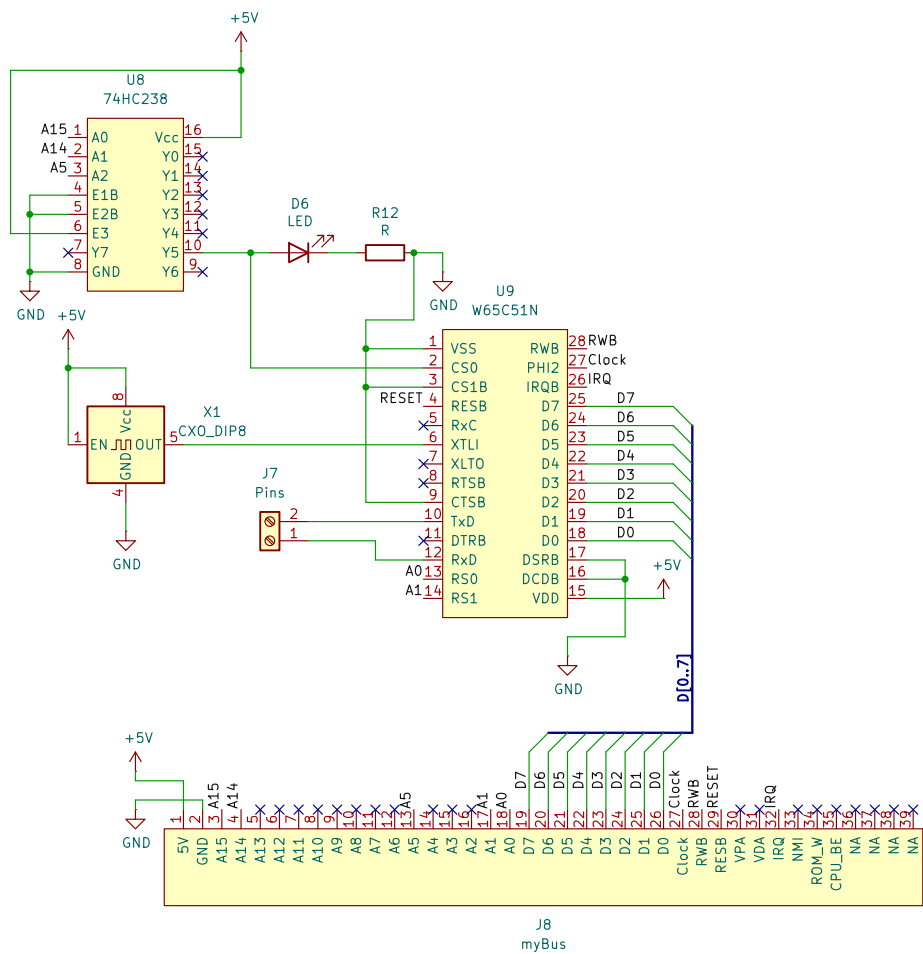 +5V
U8
74HC238
A15 1 A0 Vcc 16
A14 2 A1 Y0 15
A5 3 A2 Y1 14
4 E1B Y2 13
5 E2B Y3 12
6 E3 Y4 11
7 Y7 Y5 10
8 GND Y6 9
GND
D6
LED
R12
R
GND
U9
W65C51N
1 VSS RWB 28 RWB
2 CS0 PHI2 27 Clock
3 CS1B IRQB 26 IRQ
RESET 4 RESB D7 25 D7
5 RxC D6 24 D6
6 XTLI D5 23 D5
7 XLTO D4 22 D4
8 RTSB D3 21 D3
9 CTSB D2 20 D2
10 TxD D1 19 D1
11 DTRB D0 18 D0
12 RxD DSRB 17
A0 13 RS0 DCDB 16
A1 14 RS1 VDD 15
+5V
GND
+5V
X1
CXO_DIP8
8
Vcc
1 EN OUT 5
GND
4
GND
J7
Pins
2
1
D[0..7]
+5V
GND
A15 A14 A5 A1 A0 D7 D6 D5 D4 D3 D2 D1 D0 Clock RWB RESET IRQ
1 2 3 4 5 6 7 8 9 10 11 12 13 14 15 16 17 18 19 20 21 22 23 24 25 26 27 28 29 30 31 32 33 34 35 36 37 38 39
5V GND A15 A14 A13 A12 A11 A10 A9 A8 A7 A6 A5 A4 A3 A2 A1 A0 D7 D6 D5 D4 D3 D2 D1 D0 Clock RWB RESB VPA VDA IRQ NMI ROM_W CPU_BE NA NA NA NA
J8
myBus